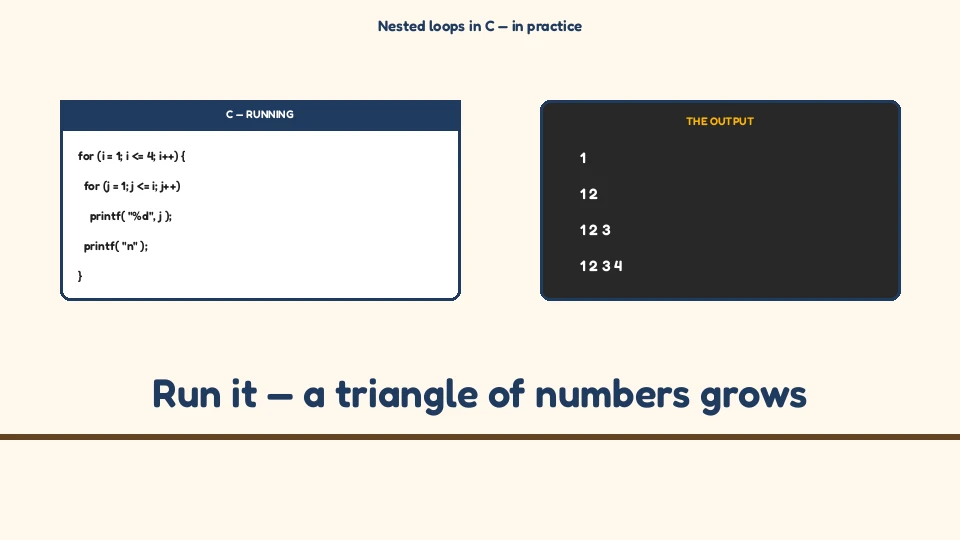 Nested loops in C — in practice
C — RUNNING
for (i = 1; i <= 4; i++) {
for (j = 1; j <= i; j++)
printf( "%d", j );
printf( "n" );
}
THE OUTPUT
1
1 2
1 2 3
1 2 3 4
Run it — a triangle of numbers grows